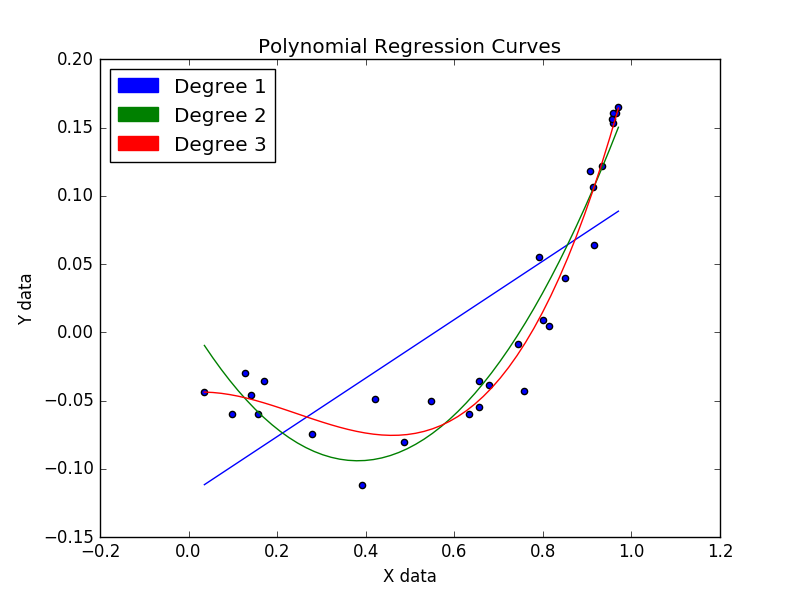 Polynomial Regression Curves
Degree 1
Degree 2
Degree 3
0.20
0.15
0.10
0.05
0.00
−0.05
−0.10
−0.15
Y data
−0.2
0.0
0.2
0.4
0.6
0.8
1.0
1.2
X data